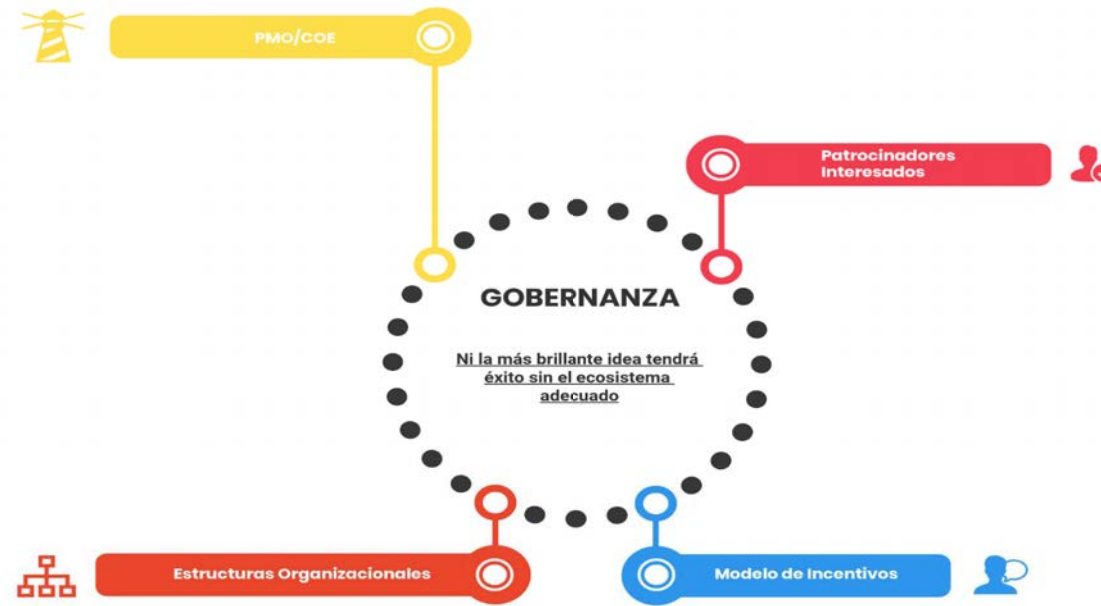 PMO/COE
Patrocinadores
Interesados
GOBERNANZA
Ni la más brillante idea tendrá
éxito sin el ecosistema
adecuado
Estructuras Organizacionales
Modelo de Incentivos